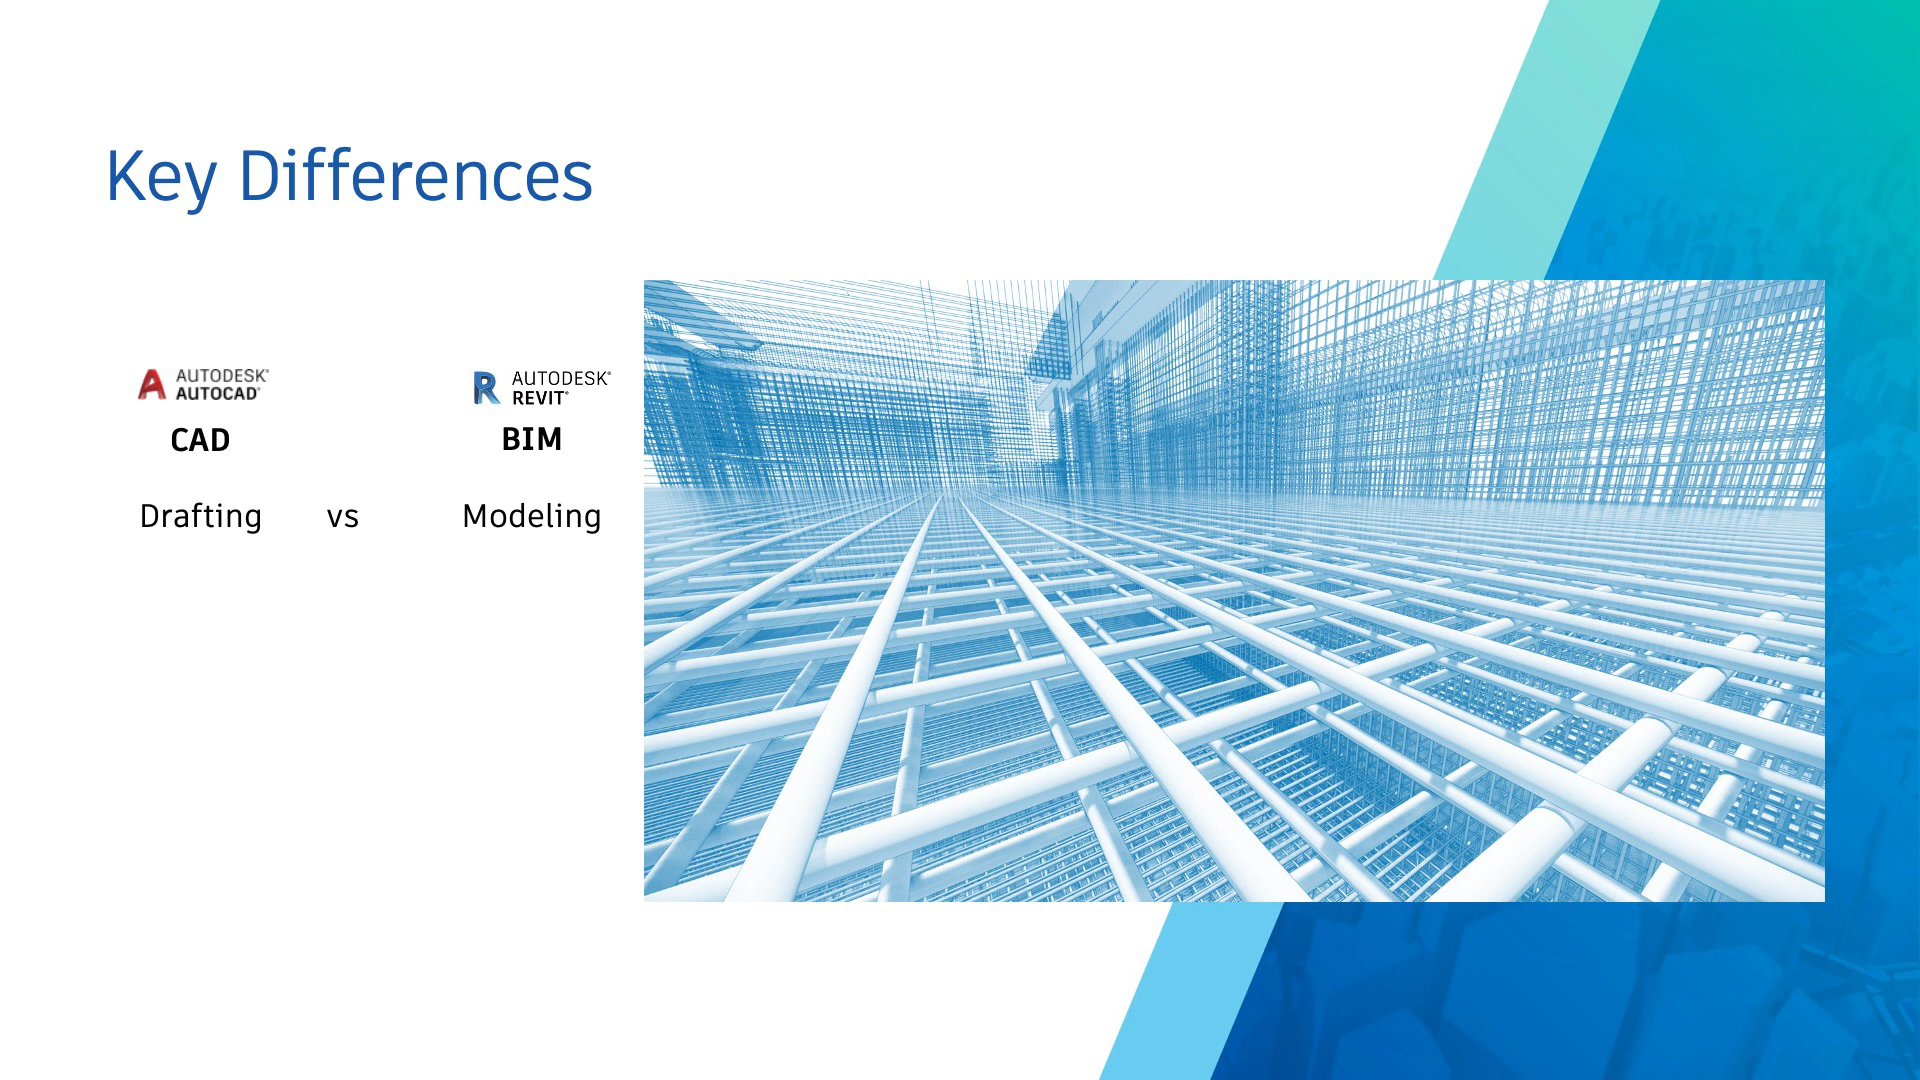 Key Differences
AUTODESK®
AUTOCAD®
AUTODESK®
REVIT®
CAD
BIM
Drafting vs Modeling